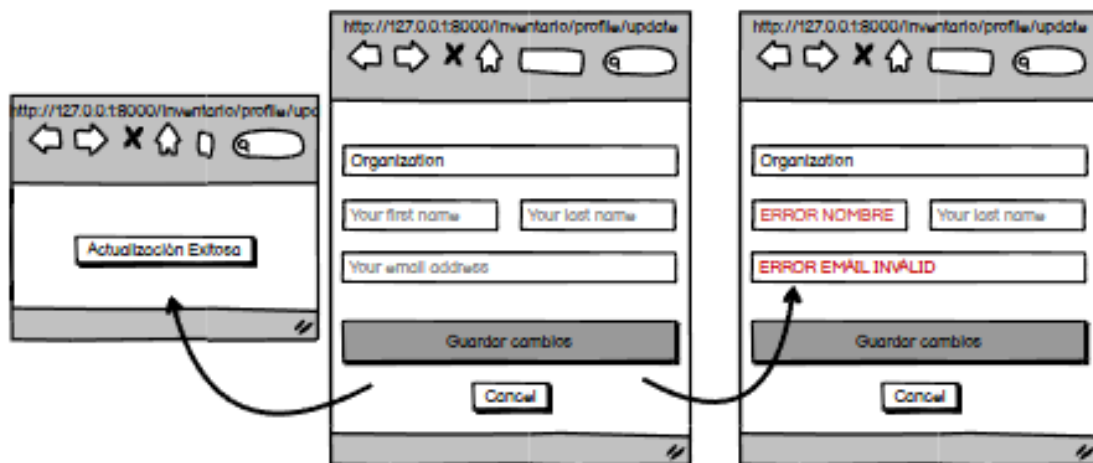 http://127.0.0.1:8000/inventario/profile/upd
Actualización Exitosa
http://127.0.0.1:8000/inventario/profile/update
Organization
Your first name
Your last name
Your email address
Guardar cambios
Cancel
http://127.0.0.1:8000/inventario/profile/update
Organization
ERROR NOMBRE
Your last name
ERROR EMAIL INVÁLID
Guardar cambios
Cancel